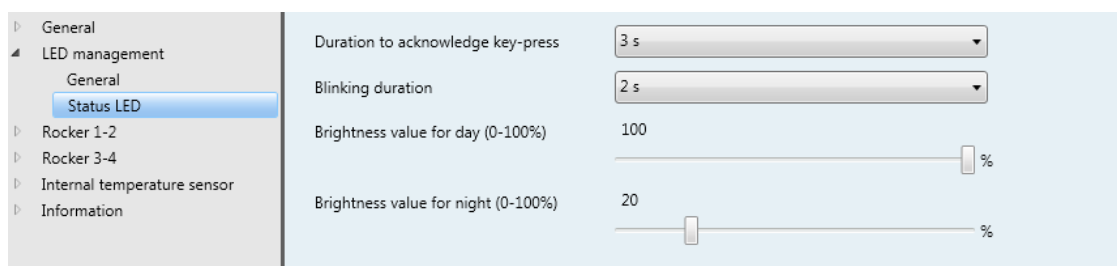 General
LED management
General
Status LED
Rocker 1-2
Rocker 3-4
Internal temperature sensor
Information
Duration to acknowledge key-press 3 s
Blinking duration 2 s
Brightness value for day (0-100%) 100
%
Brightness value for night (0-100%) 20
%